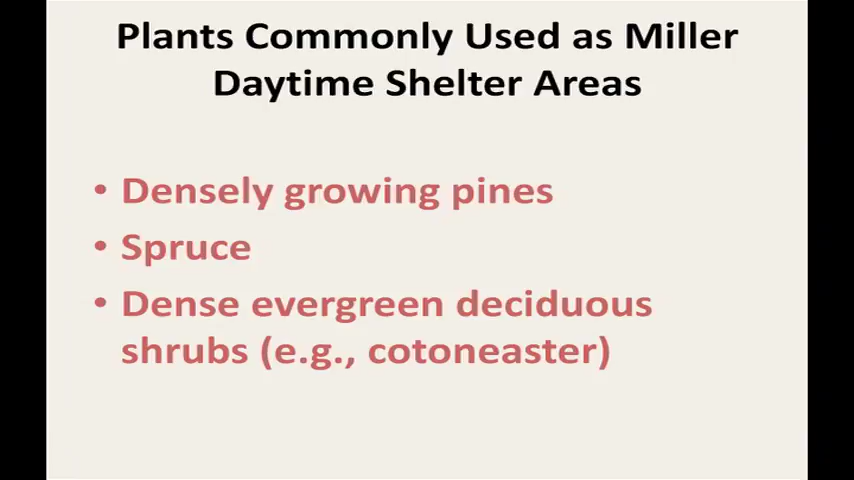 Plants Commonly Used as Miller
Daytime Shelter Areas
• Densely growing pines
• Spruce
• Dense evergreen deciduous
shrubs (e.g., cotoneaster)